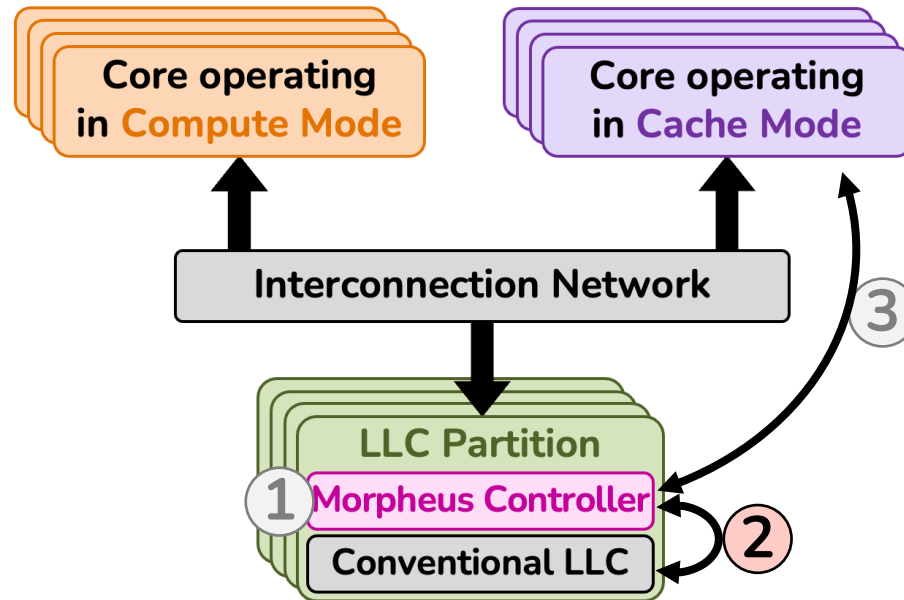 Core operating
in Compute Mode
Core operating
in Cache Mode
Interconnection Network
3
LLC Partition
1
Morpheus Controller
2
Conventional LLC